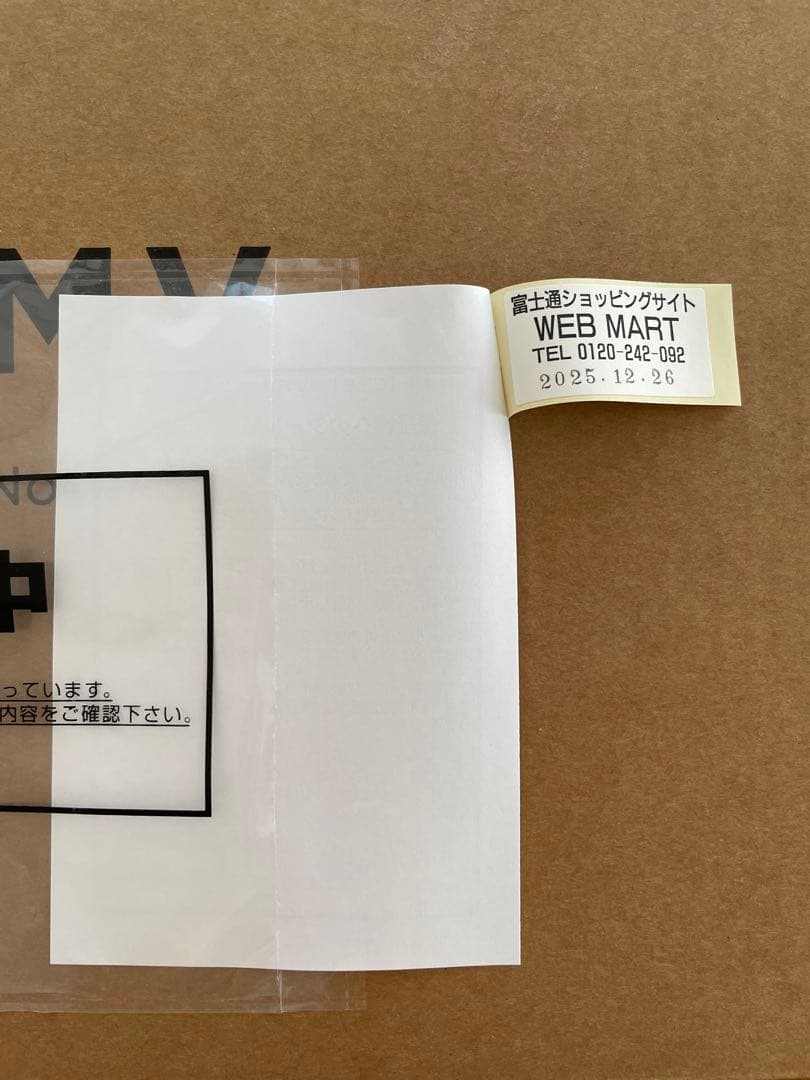 MV
富士通ショッピングサイト
WEB MART
TEL 0120-242-092
2025.12.26
No
中
っています。
内容をご確認下さい。